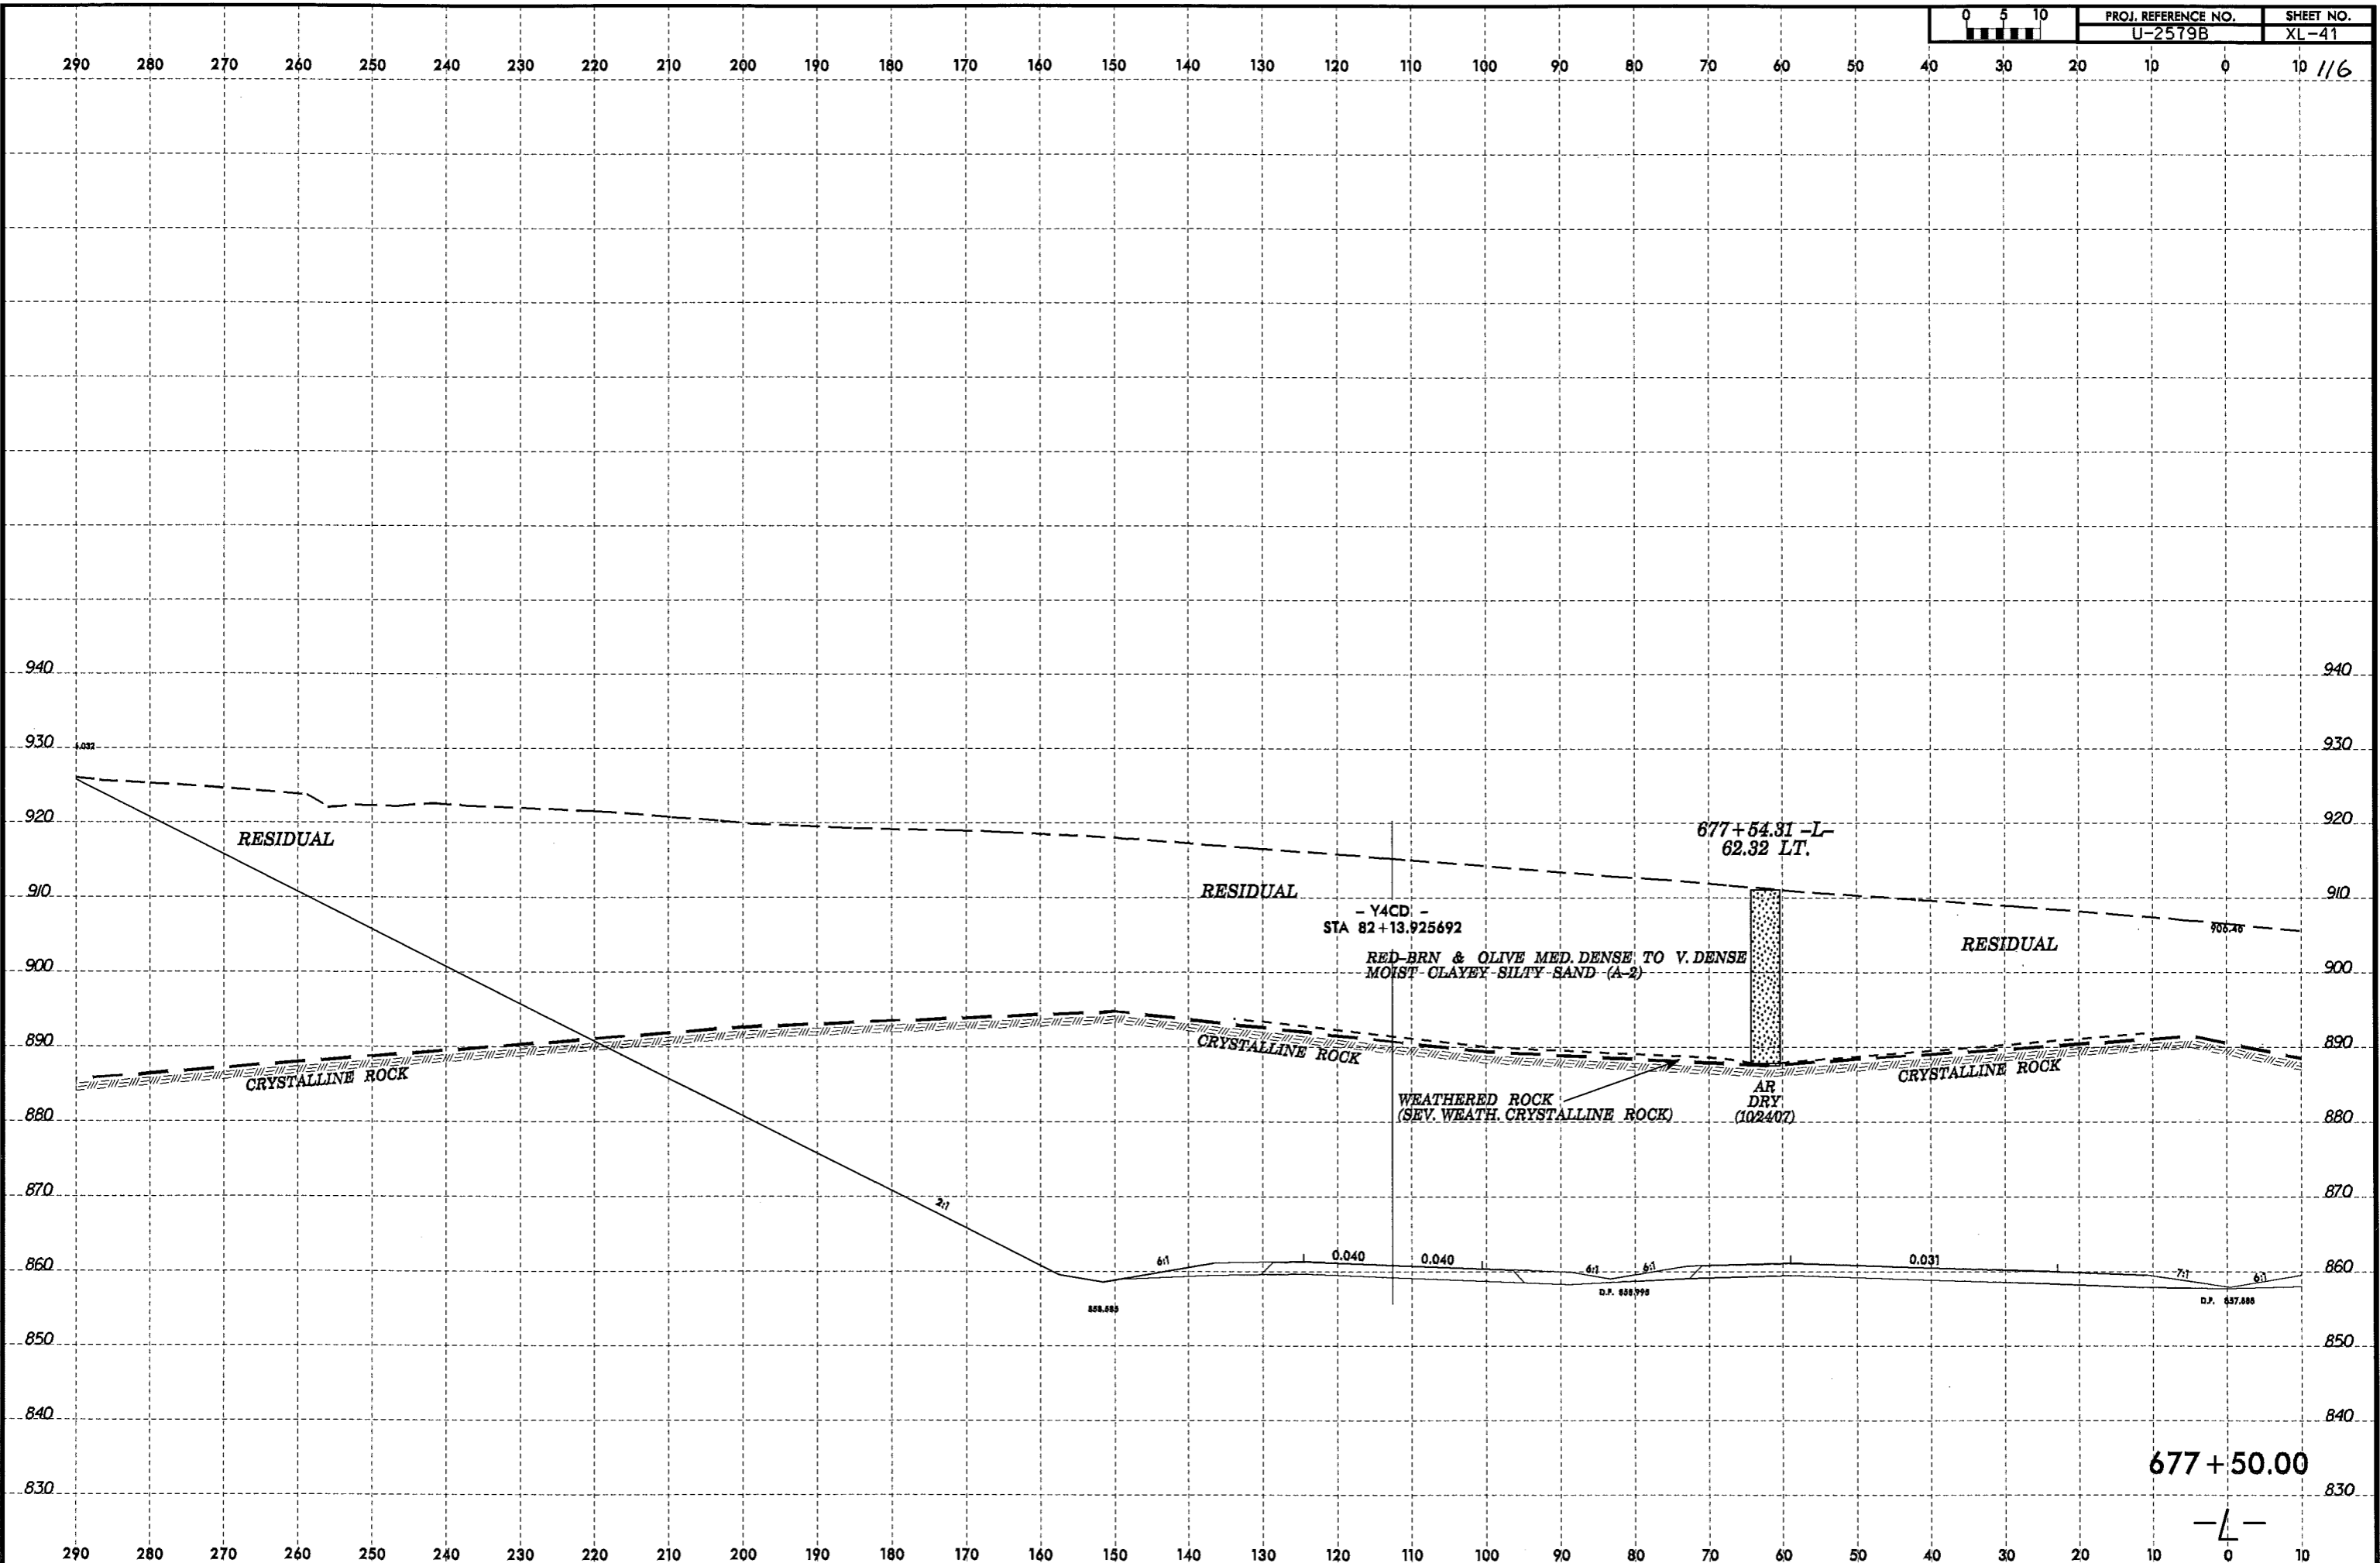 0 5 10
PROJ. REFERENCE NO. SHEET NO.
U-2579B XL-41
290 280 270 260 250 240 230 220 210 200 190 180 170 160 150 140 130 120 110 100 90 80 70 60 50 40 30 20 10 0 10 116
940 940
930 930
920 920
677+54.31 -L-
62.32 LT.
RESIDUAL
910 910
RESIDUAL
- Y4CD -
STA 82+13.925692
906.46
RESIDUAL
RED-BRN & OLIVE MED. DENSE TO V. DENSE
MOIST CLAYEY SILTY SAND (A-2)
900 900
890 890
CRYSTALLINE ROCK
CRYSTALLINE ROCK
CRYSTALLINE ROCK
AR
DRY
(10/24/07)
WEATHERED ROCK
(SEV. WEATH. CRYSTALLINE ROCK)
880 880
870 870
2:1
6:1 0.040 0.040 6:1 6:1 0.031 7:1 6:1
860 860
858.585
D.P. 858.998
850 850
840 840
677+50.00
830 830
-L-
290 280 270 260 250 240 230 220 210 200 190 180 170 160 150 140 130 120 110 100 90 80 70 60 50 40 30 20 10 0 10